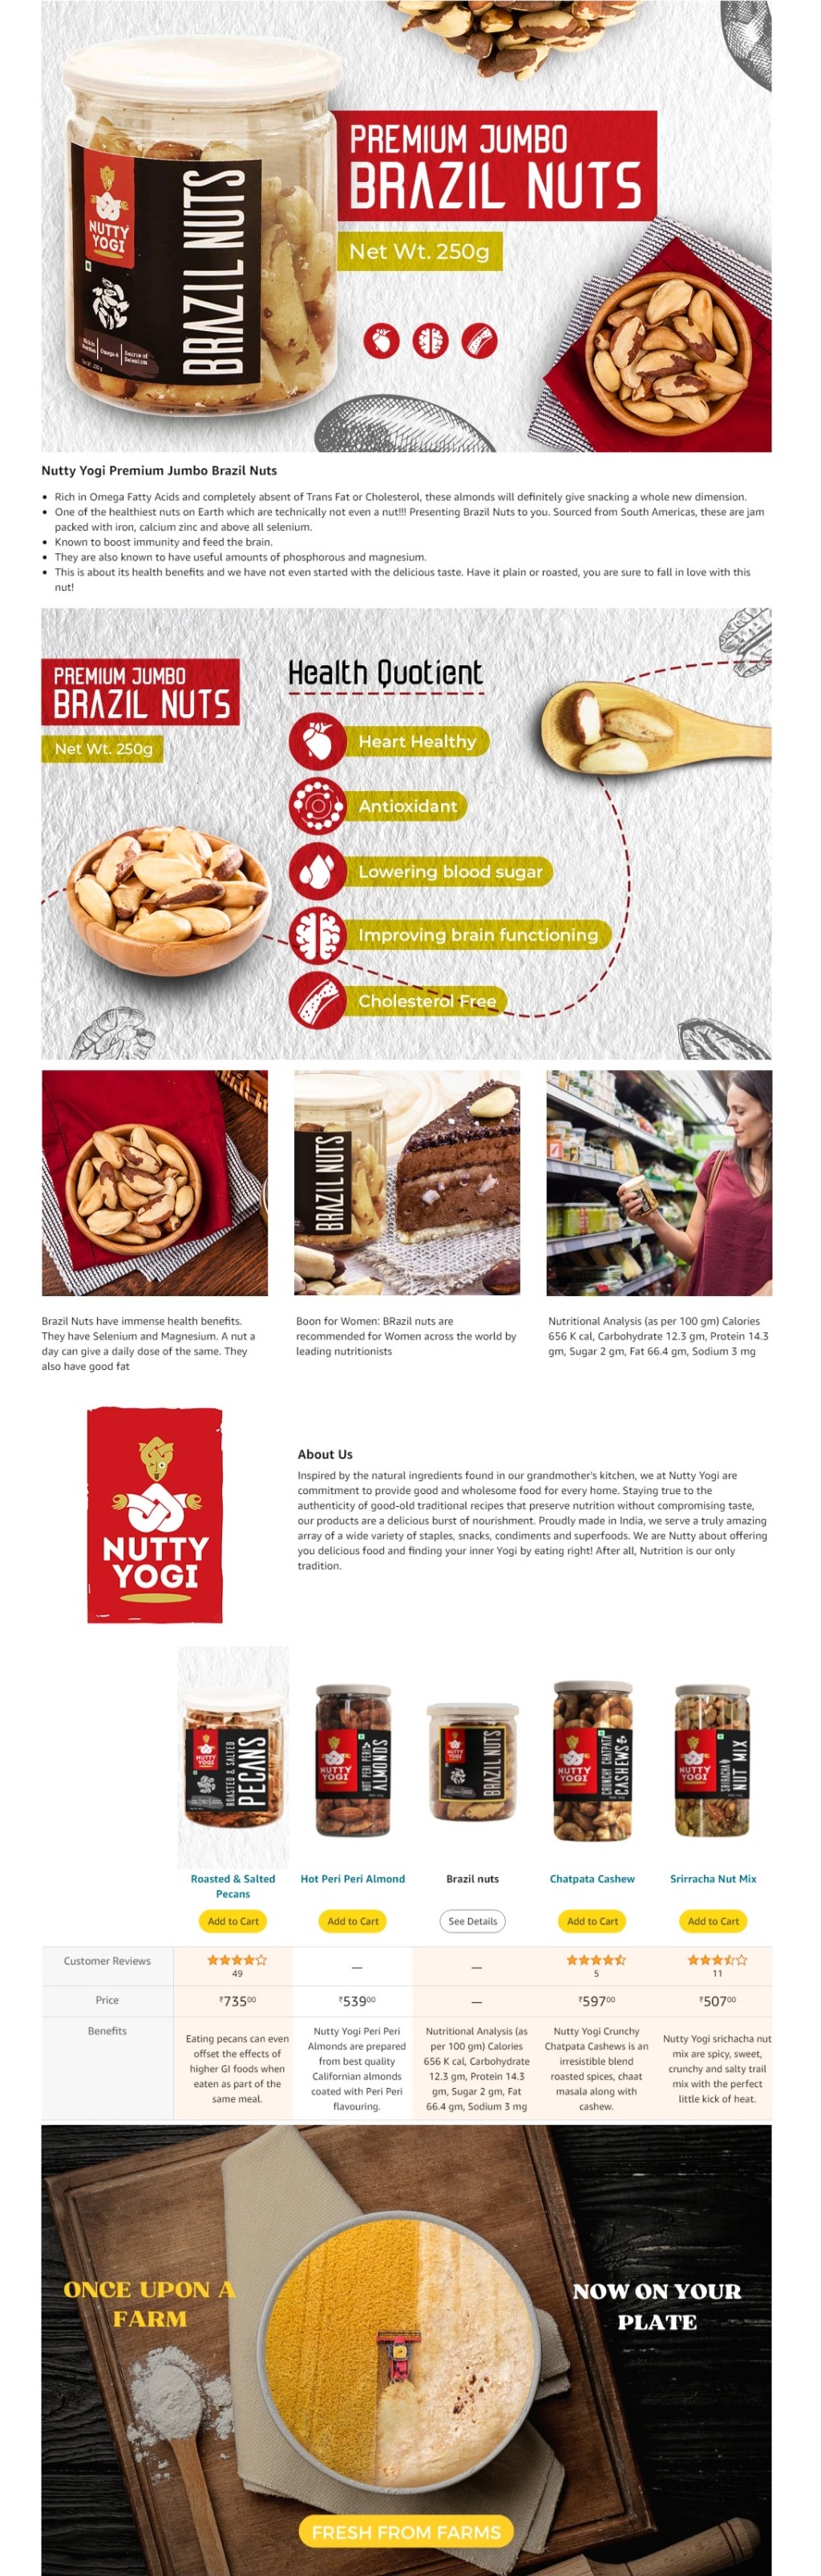 PREMIUM JUMBO
BRAZIL NUTS
Net Wt. 250g
NUTTY
YOGI
BRAZIL NUTS
Omega-6
Source of
Selenium
Nutty Yogi Premium Jumbo Brazil Nuts
• Rich in Omega Fatty Acids and completely absent of Trans Fat or Cholesterol, these almonds will definitely give snacking a whole new dimension.
• One of the healthiest nuts on Earth which are technically not even a nut!!! Presenting Brazil Nuts to you. Sourced from South Americas, these are jam
packed with iron, calcium zinc and above all selenium.
• Known to boost immunity and feed the brain.
• They are also known to have useful amounts of phosphorous and magnesium.
• This is about its health benefits and we have not even started with the delicious taste. Have it plain or roasted, you are sure to fall in love with this
nut!
PREMIUM JUMBO
BRAZIL NUTS
Net Wt. 250g
Health Quotient
Heart Healthy
Antioxidant
Lowering blood sugar
Improving brain functioning
Cholesterol Free
BRAZIL NUTS
Brazil Nuts have immense health benefits.
They have Selenium and Magnesium. A nut a
day can give a daily dose of the same. They
also have good fat
Boon for Women: BRazil nuts are
recommended for Women across the world by
leading nutritionists
Nutritional Analysis (as per 100 gm) Calories
656 K cal, Carbohydrate 12.3 gm, Protein 14.3
gm, Sugar 2 gm, Fat 66.4 gm, Sodium 3 mg
NUTTY
YOGI
About Us
Inspired by the natural ingredients found in our grandmother's kitchen, we at Nutty Yogi are
commitment to provide good and wholesome food for every home. Staying true to the
authenticity of good-old traditional recipes that preserve nutrition without compromising taste,
our products are a delicious burst of nourishment. Proudly made in India, we serve a truly amazing
array of a wide variety of staples, snacks, condiments and superfoods. We are Nutty about offering
you delicious food and finding your inner Yogi by eating right! After all, Nutrition is our only
tradition.
NUTTY
YOGI
ROASTED & SALTED
PECANS
NUTTY
YOGI
HOT PERI PERI
ALMONDS
NUTTY
YOGI
BRAZIL NUTS
NUTTY
YOGI
CRUNCHY CHATPATA
CASHEWS
NUTTY
YOGI
SRIRACHA
NUT MIX
Roasted & Salted
Pecans
Hot Peri Peri Almond
Brazil nuts
Chatpata Cashew
Srirracha Nut Mix
Add to Cart
Add to Cart
See Details
Add to Cart
Add to Cart
Customer Reviews
49
—
—
5
11
Price
₹73500
₹53900
—
₹59700
₹50700
Benefits
Eating pecans can even
offset the effects of
higher GI foods when
eaten as part of the
same meal.
Nutty Yogi Peri Peri
Almonds are prepared
from best quality
Californian almonds
coated with Peri Peri
flavouring.
Nutritional Analysis (as
per 100 gm) Calories
656 K cal, Carbohydrate
12.3 gm, Protein 14.3
gm, Sugar 2 gm, Fat
66.4 gm, Sodium 3 mg
Nutty Yogi Crunchy
Chatpata Cashews is an
irresistible blend
roasted spices, chaat
masala along with
cashew.
Nutty Yogi srichacha nut
mix are spicy, sweet,
crunchy and salty trail
mix with the perfect
little kick of heat.
ONCE UPON A
FARM
NOW ON YOUR
PLATE
FRESH FROM FARMS